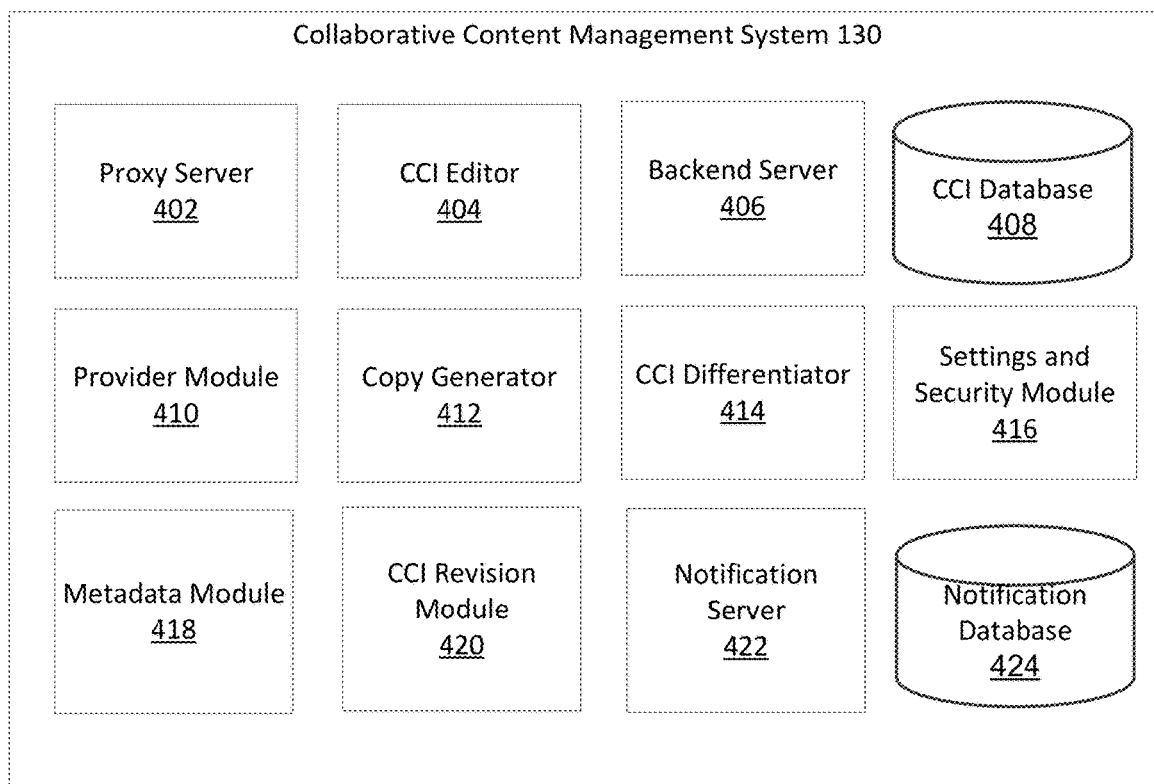 Collaborative Content Management System 130
Proxy Server
402
CCI Editor
404
Backend Server
406
CCI Database
408
Provider Module
410
Copy Generator
412
CCI Differentiator
414
Settings and
Security Module
416
Metadata Module
418
CCI Revision
Module
420
Notification
Server
422
Notification
Database
424